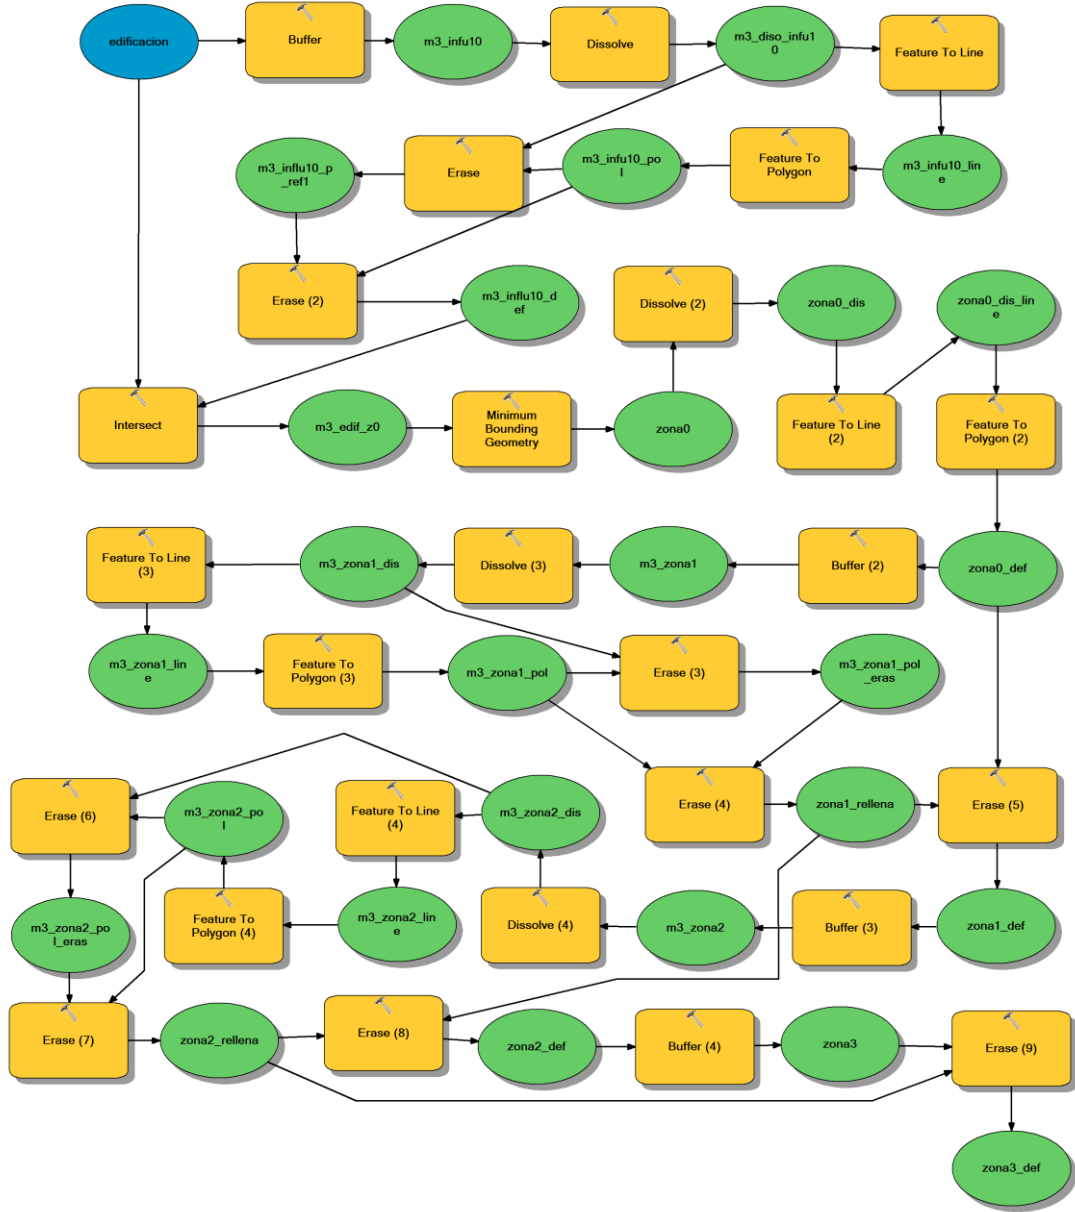 edificacion
Buffer
m3_infu10
Dissolve
m3_diso_infu1
0
Feature To Line
m3_influ10_p
_ref1
Erase
m3_infu10_po
l
Feature To
Polygon
m3_infu10_lin
e
Erase (2)
m3_influ10_d
ef
Dissolve (2)
zona0_dis
zona0_dis_lin
e
Intersect
m3_edif_z0
Minimum
Bounding
Geometry
zona0
Feature To Line
(2)
Feature To
Polygon (2)
Feature To Line
(3)
m3_zona1_dis
Dissolve (3)
m3_zona1
Buffer (2)
zona0_def
m3_zona1_lin
e
Feature To
Polygon (3)
m3_zona1_pol
Erase (3)
m3_zona1_pol
_eras
Erase (6)
m3_zona2_po
l
Feature To Line
(4)
m3_zona2_dis
Erase (4)
zona1_rellena
Erase (5)
m3_zona2_po
l_eras
Feature To
Polygon (4)
m3_zona2_lin
e
Dissolve (4)
m3_zona2
Buffer (3)
zona1_def
Erase (7)
zona2_rellena
Erase (8)
zona2_def
Buffer (4)
zona3
Erase (9)
zona3_def